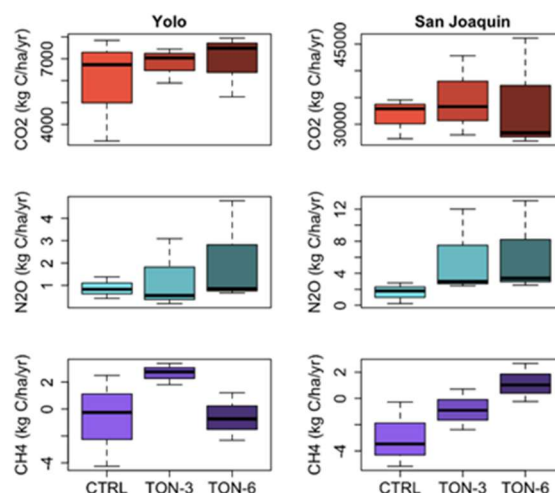 Yolo
San Joaquin
CO2 (kg C/ha/yr)
7000
4000
CO2 (kg C/ha/yr)
45000
30000
N2O (kg C/ha/yr)
4
3
2
1
N2O (kg C/ha/yr)
12
8
4
0
CH4 (kg C/ha/yr)
2
0
-4
CH4 (kg C/ha/yr)
2
0
-4
CTRL TON-3 TON-6
CTRL TON-3 TON-6